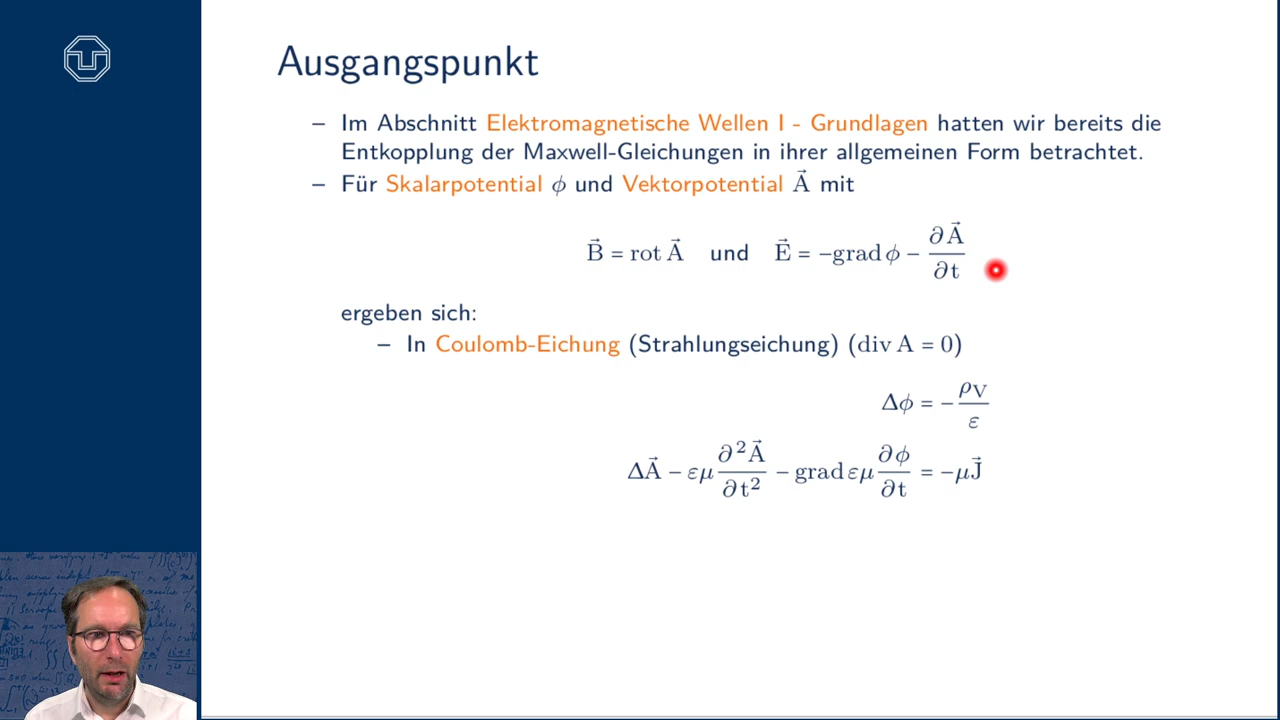 Ausgangspunkt
– Im Abschnitt Elektromagnetische Wellen I - Grundlagen hatten wir bereits die
Entkopplung der Maxwell-Gleichungen in ihrer allgemeinen Form betrachtet.
– Für Skalarpotential ϕ und Vektorpotential A⃗ mit
B⃗ = rot A⃗ und E⃗ = −grad ϕ − ∂A⃗/∂t
ergeben sich:
– In Coulomb-Eichung (Strahlungseichung) (div A = 0)
Δϕ = −ρV/ε
ΔA⃗ − εμ ∂²A⃗/∂t² − grad εμ ∂ϕ/∂t = −μJ⃗